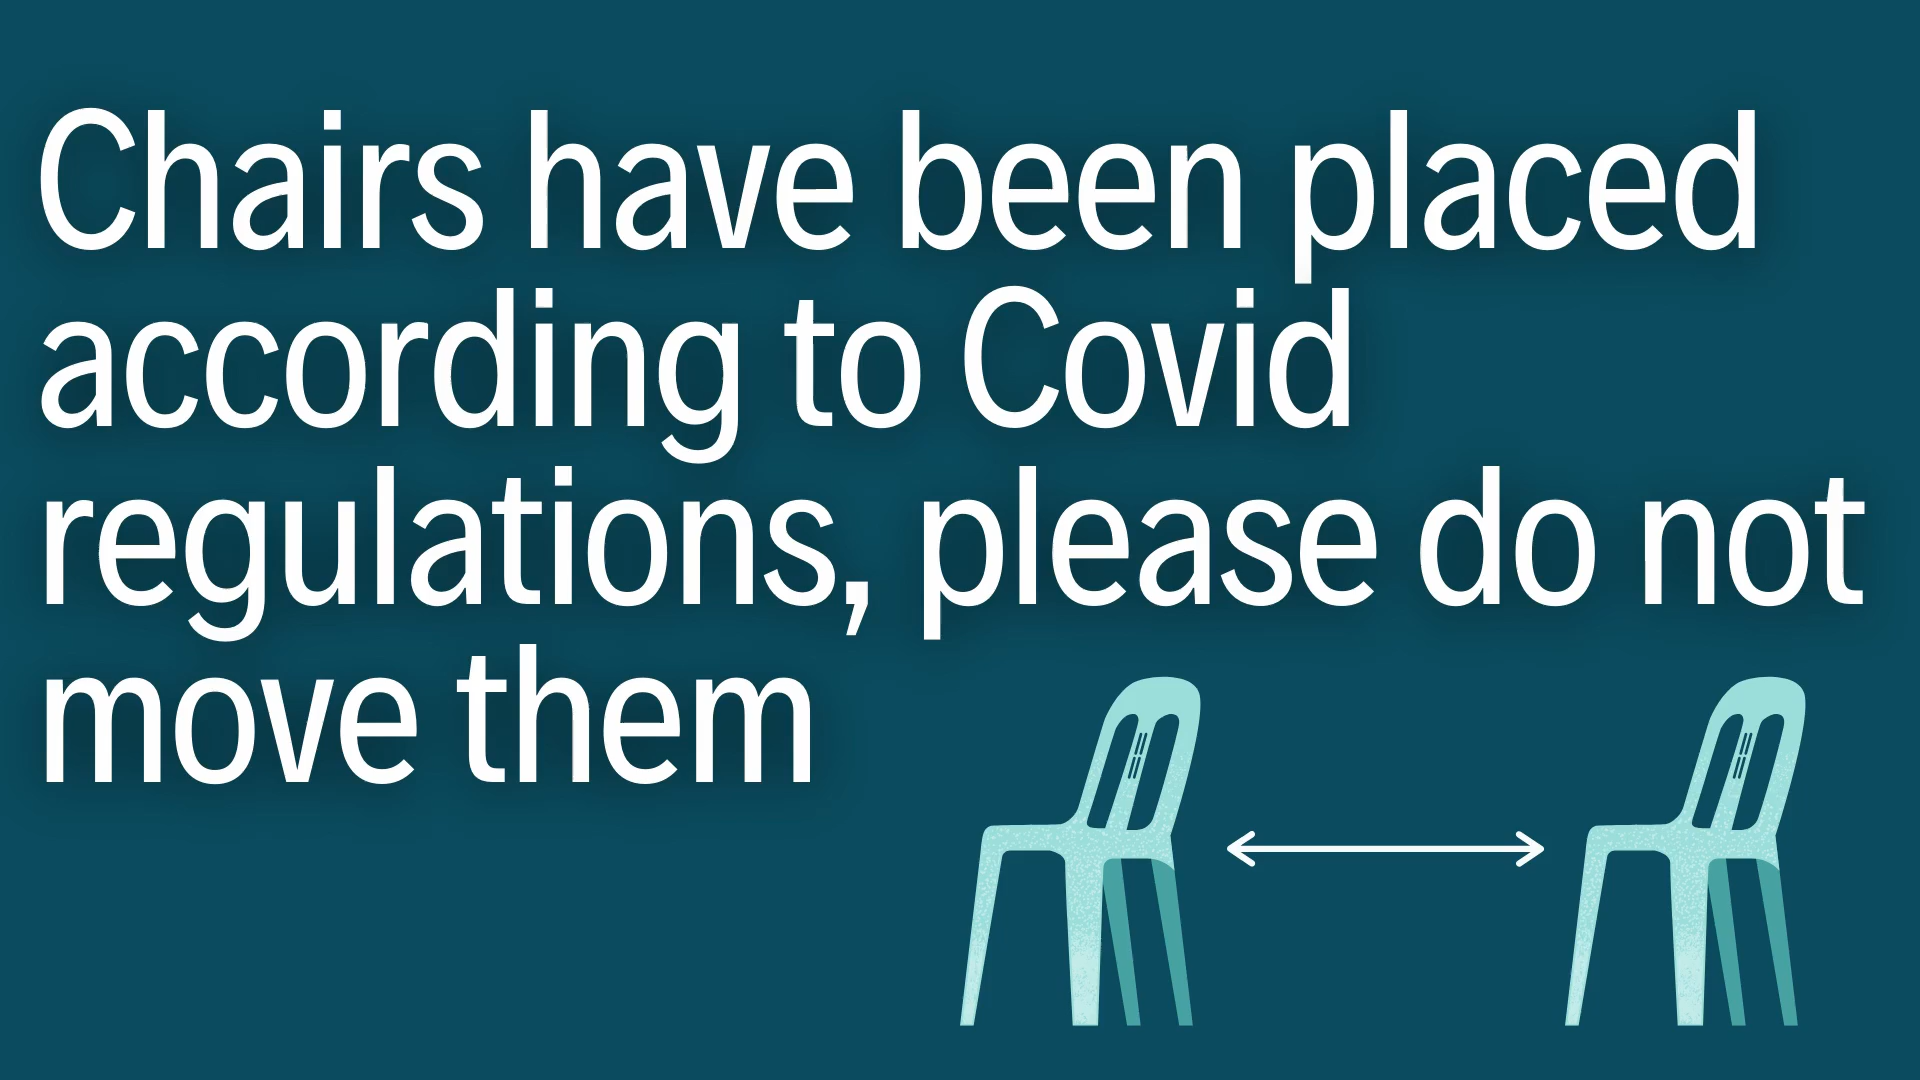 Chairs have been placed
according to Covid
regulations, please do not
move them